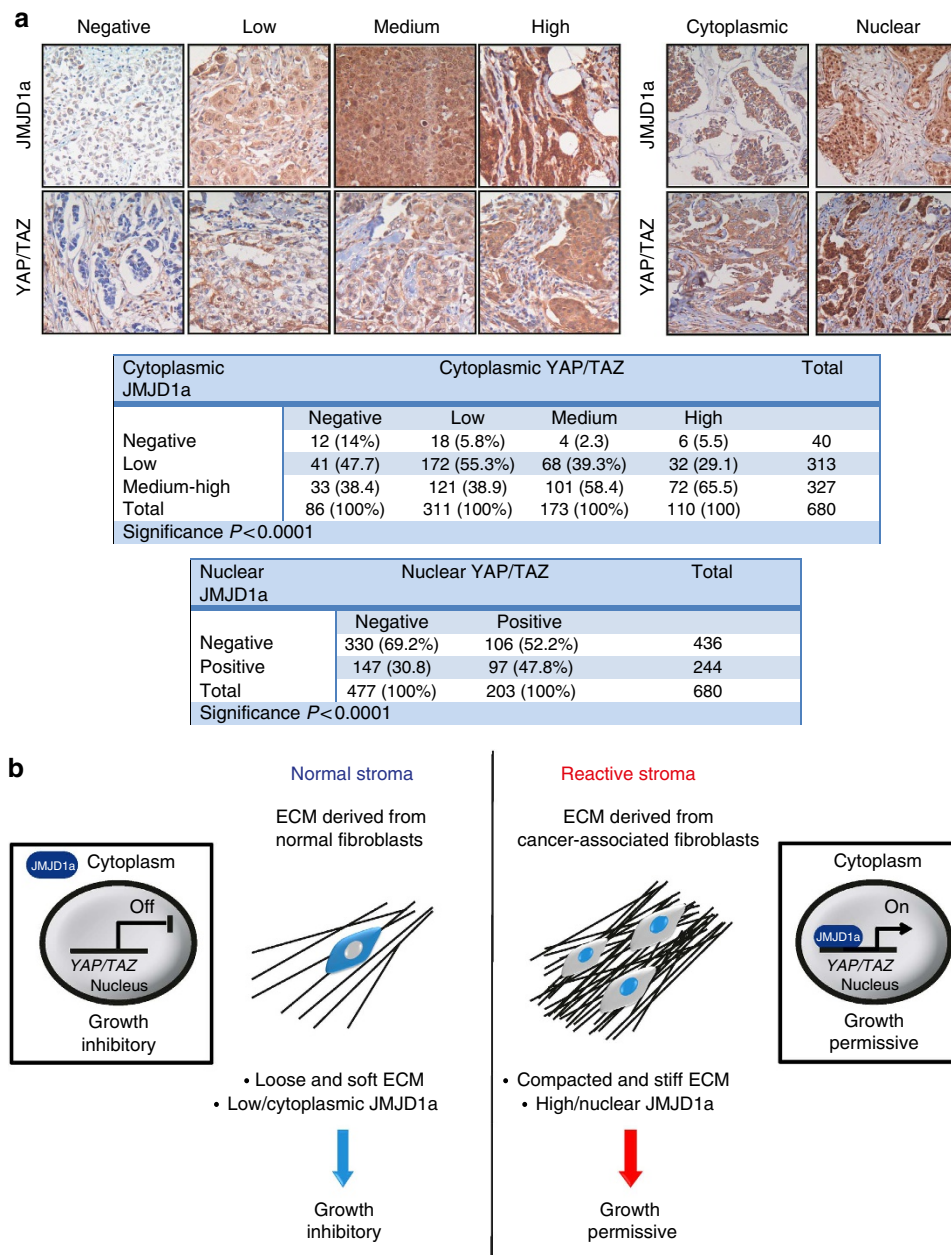 a
Negative Low Medium High Cytoplasmic Nuclear
JMJD1a
JMJD1a
YAP/TAZ
YAP/TAZ
Cytoplasmic Cytoplasmic YAP/TAZ Total
JMJD1a
Negative Low Medium High
Negative 12 (14%) 18 (5.8%) 4 (2.3) 6 (5.5) 40
Low 41 (47.7) 172 (55.3%) 68 (39.3%) 32 (29.1) 313
Medium-high 33 (38.4) 121 (38.9) 101 (58.4) 72 (65.5) 327
Total 86 (100%) 311 (100%) 173 (100%) 110 (100) 680
Significance P<0.0001
Nuclear Nuclear YAP/TAZ Total
JMJD1a
Negative Positive
Negative 330 (69.2%) 106 (52.2%) 436
Positive 147 (30.8) 97 (47.8%) 244
Total 477 (100%) 203 (100%) 680
Significance P<0.0001
b
Normal stroma
ECM derived from
normal fibroblasts
JMJD1a Cytoplasm
Off
YAP/TAZ
Nucleus
Growth
inhibitory
• Loose and soft ECM
• Low/cytoplasmic JMJD1a
Growth
inhibitory
Reactive stroma
ECM derived from
cancer-associated fibroblasts
Cytoplasm
On
JMJD1a
YAP/TAZ
Nucleus
Growth
permissive
• Compacted and stiff ECM
• High/nuclear JMJD1a
Growth
permissive